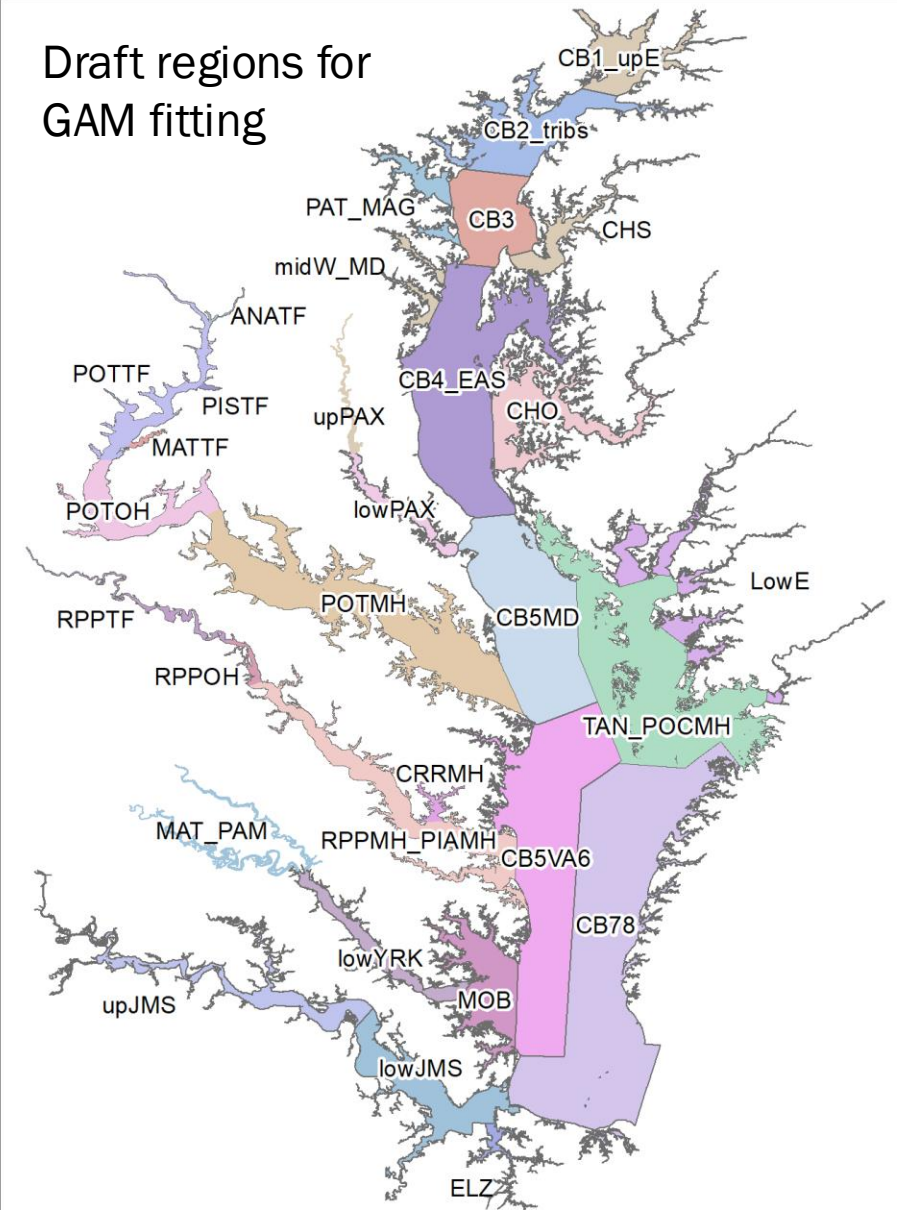 Draft regions for
GAM fitting
CB1_upE
CB2_tribs
PAT_MAG
CB3
CHS
midW_MD
ANATF
POTTF
CB4_EAS
PISTF
CHO
upPAX
MATTF
POTOH
lowPAX
LowE
POTMH
CB5MD
RPPTF
RPPOH
TAN_POCMH
CRRMH
MAT_PAM
RPPMH_PIAMH
CB5VA6
CB78
lowYRK
MOB
upJMS
lowJMS
ELZ